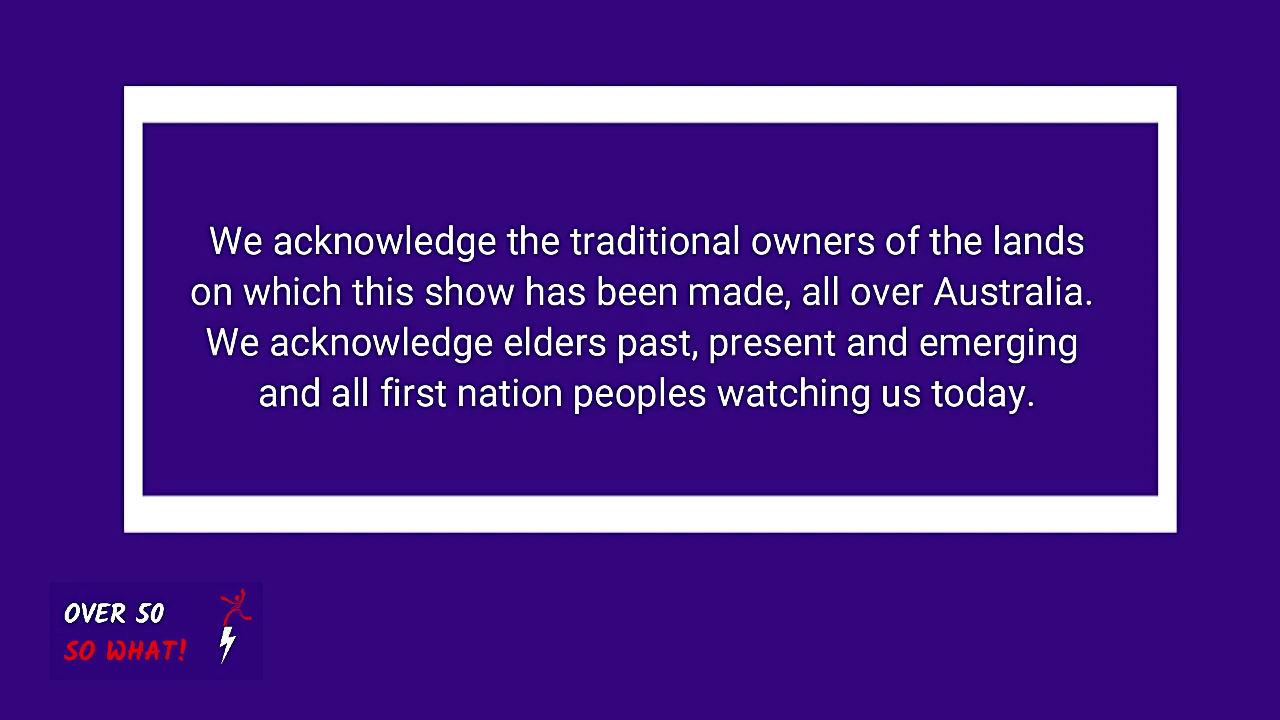 We acknowledge the traditional owners of the lands
on which this show has been made, all over Australia.
We acknowledge elders past, present and emerging
and all first nation peoples watching us today.
OVER 50
SO WHAT!